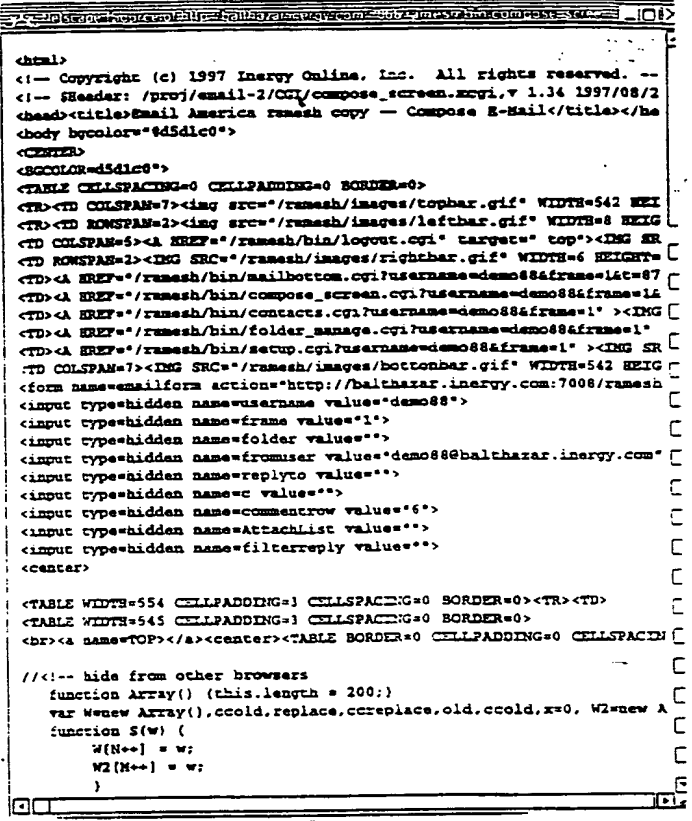 <html>
<!-- Copyright (c) 1997 Inergy Online, Inc. All rights reserved. --
<!-- $Header: /proj/email-2/CGI/compose_screen.mcgi,v 1.34 1997/08/2
<head><title>Email America ramesh copy -- Compose E-Mail</title></he
<body bgcolor="#d5d1c0">
<CENTER>
<BGCOLOR=d5d1c0">
<TABLE CELLSPACING=0 CELLPADDING=0 BORDER=0>
<TR><TD COLSPAN=7><img src="/ramesh/images/topbar.gif" WIDTH=542 HEI
<TR><TD ROWSPAN=2><img src="/ramesh/images/leftbar.gif" WIDTH=8 HEIG
<TD COLSPAN=5><A HREF="/ramesh/bin/logout.cgi" target="_top"><IMG SR
<TD ROWSPAN=2><IMG SRC="/ramesh/images/rightbar.gif" WIDTH=6 HEIGHT=
<TD><A HREF="/ramesh/bin/mailbottom.cgi?username=demo88&frame=1&t=87
<TD><A HREF="/ramesh/bin/compose_screen.cgi?username=demo88&frame=1&
<TD><A HREF="/ramesh/bin/contacts.cgi?username=demo88&frame=1" ><IMG
<TD><A HREF="/ramesh/bin/folder_manage.cgi?username=demo88&frame=1"
<TD><A HREF="/ramesh/bin/setup.cgi?username=demo88&frame=1" ><IMG SR
TD COLSPAN=7><IMG SRC="/ramesh/images/bottombar.gif" WIDTH=542 HEIG
<form name=emailform action="http://balthazar.inergy.com:7008/ramesh
<input type=hidden name=username value="demo88">
<input type=hidden name=frame value="1">
<input type=hidden name=folder value="">
<input type=hidden name=fromuser value="demo88@balthazar.inergy.com"
<input type=hidden name=replyto value="">
<input type=hidden name=c value="">
<input type=hidden name=commentrow value="6">
<input type=hidden name=AttachList value="">
<input type=hidden name=filterreply value="">
<center>
<TABLE WIDTH=554 CELLPADDING=3 CELLSPACING=0 BORDER=0><TR><TD>
<TABLE WIDTH=545 CELLPADDING=3 CELLSPACING=0 BORDER=0>
<br><a name=TOP></a><center><TABLE BORDER=0 CELLPADDING=0 CELLSPACIN
//<!-- hide from other browsers
function Array() {this.length = 200;}
var W=new Array(),ccold,replace,ccreplace,old,ccold,x=0, W2=new A
function S(w) {
W[N++] = w;
W2[M++] = w;
}